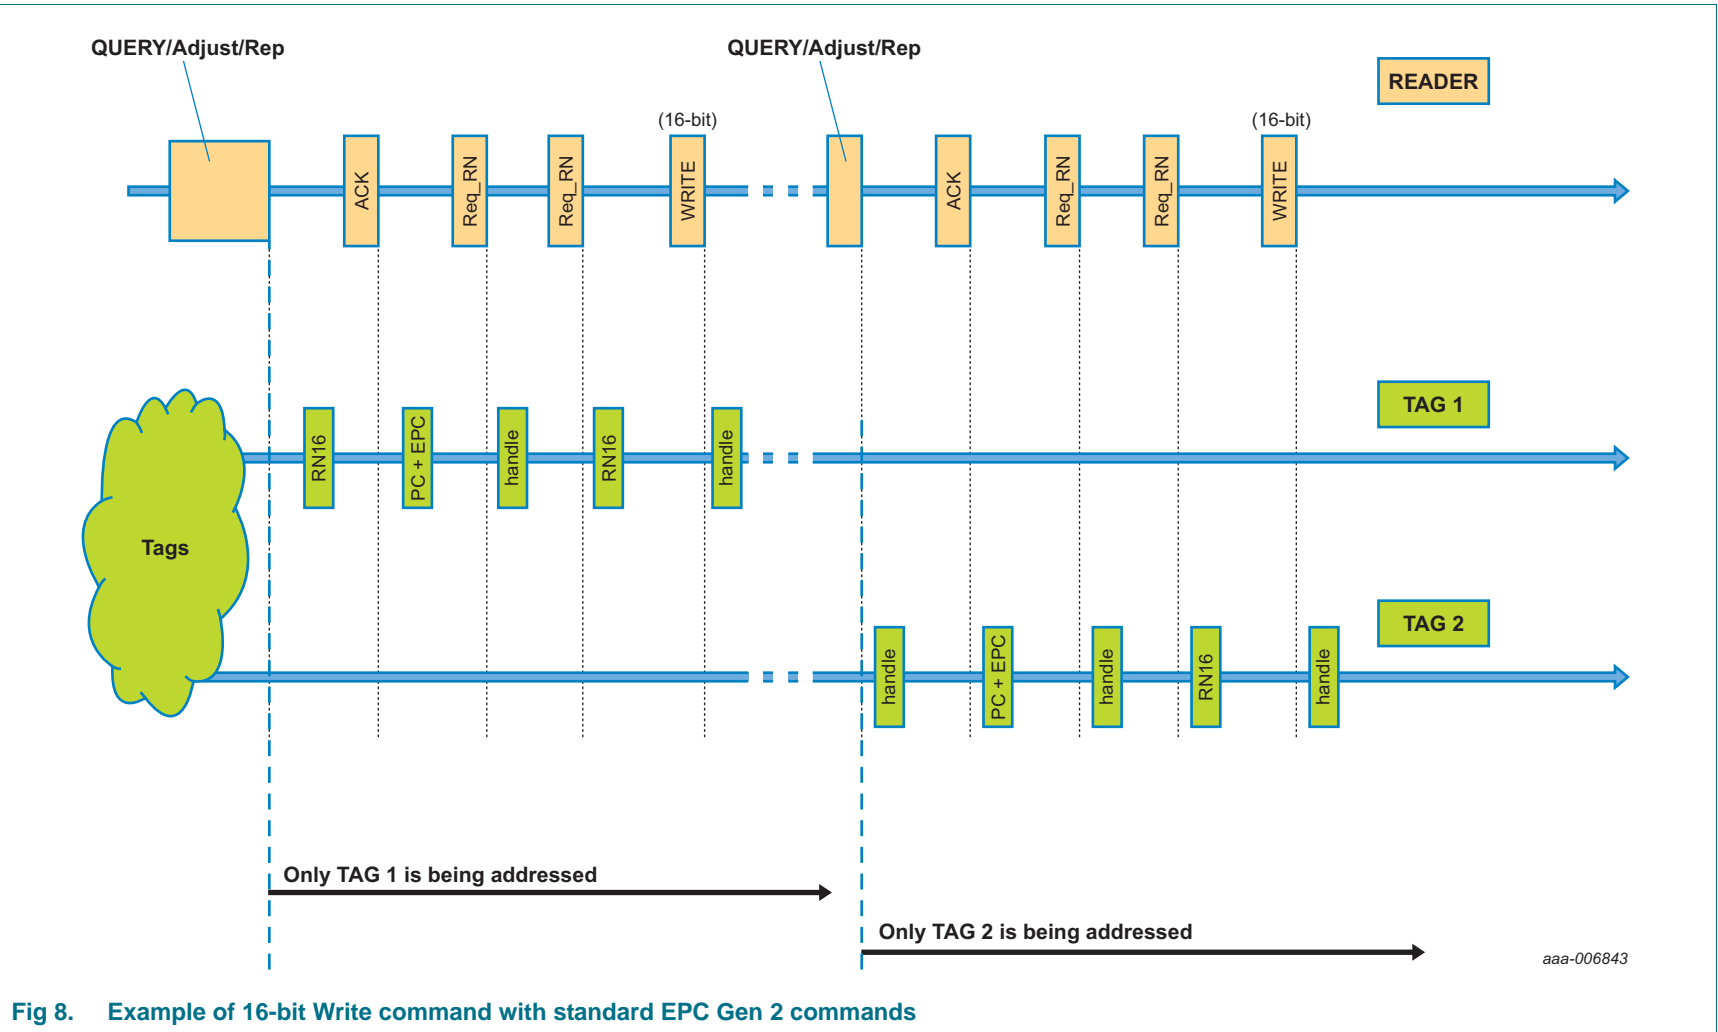 QUERY/Adjust/Rep
QUERY/Adjust/Rep
READER
(16-bit)
(16-bit)
ACK
Req_RN
Req_RN
WRITE
ACK
Req_RN
Req_RN
WRITE
TAG 1
RN16
PC + EPC
handle
RN16
handle
Tags
TAG 2
handle
PC + EPC
handle
RN16
handle
Only TAG 1 is being addressed
Only TAG 2 is being addressed
aaa-006843
Fig 8. Example of 16-bit Write command with standard EPC Gen 2 commands